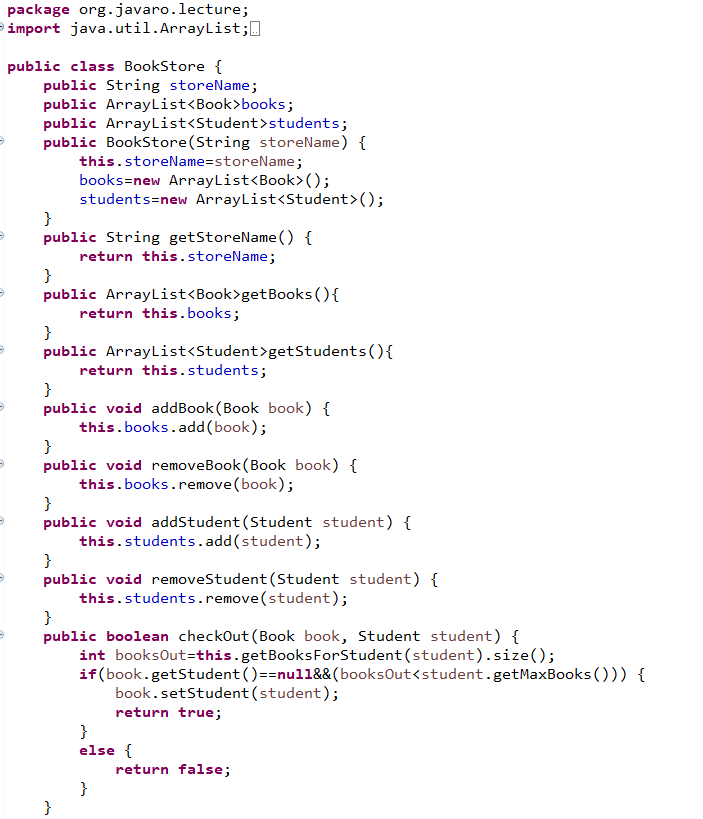 package org.javaro.lecture;
import java.util.ArrayList;
public class BookStore {
    public String storeName;
    public ArrayList<Book>books;
    public ArrayList<Student>students;
    public BookStore(String storeName) {
        this.storeName=storeName;
        books=new ArrayList<Book>();
        students=new ArrayList<Student>();
    }
    public String getStoreName() {
        return this.storeName;
    }
    public ArrayList<Book>getBooks(){
        return this.books;
    }
    public ArrayList<Student>getStudents(){
        return this.students;
    }
    public void addBook(Book book) {
        this.books.add(book);
    }
    public void removeBook(Book book) {
        this.books.remove(book);
    }
    public void addStudent(Student student) {
        this.students.add(student);
    }
    public void removeStudent(Student student) {
        this.students.remove(student);
    }
    public boolean checkOut(Book book, Student student) {
        int booksOut=this.getBooksForStudent(student).size();
        if(book.getStudent()==null&&(booksOut<student.getMaxBooks())) {
            book.setStudent(student);
            return true;
        }
        else {
            return false;
        }
    }